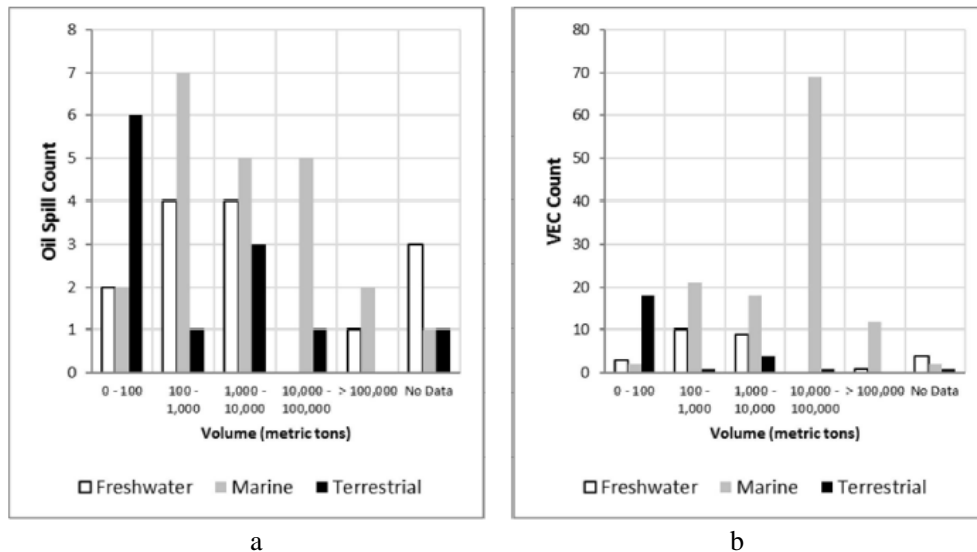 8
7
6
5
4
3
2
1
0
Oil Spill Count
0 - 100
100 -
1,000
1,000 -
10,000
10,000 -
100,000
> 100,000
No Data
Volume (metric tons)
Freshwater Marine Terrestrial
a
80
70
60
50
40
30
20
10
0
VEC Count
0 - 100
100 -
1,000
1,000 -
10,000
10,000 -
100,000
> 100,000
No Data
Volume (metric tons)
Freshwater Marine Terrestrial
b